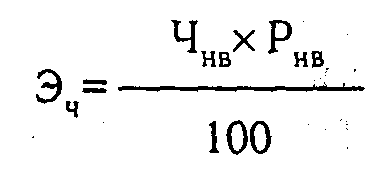 Эч = Чнв × Рнв
100